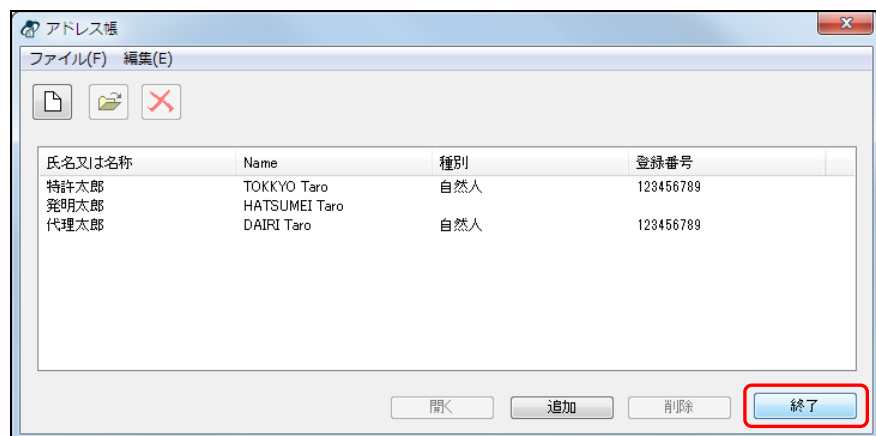 アドレス帳
ファイル(F) 編集(E)
氏名又は名称 Name 種別 登録番号
特許太郎 TOKKYO Taro 自然人 123456789
発明太郎 HATSUMEI Taro
代理太郎 DAIRI Taro 自然人 123456789
開く 追加 削除 終了